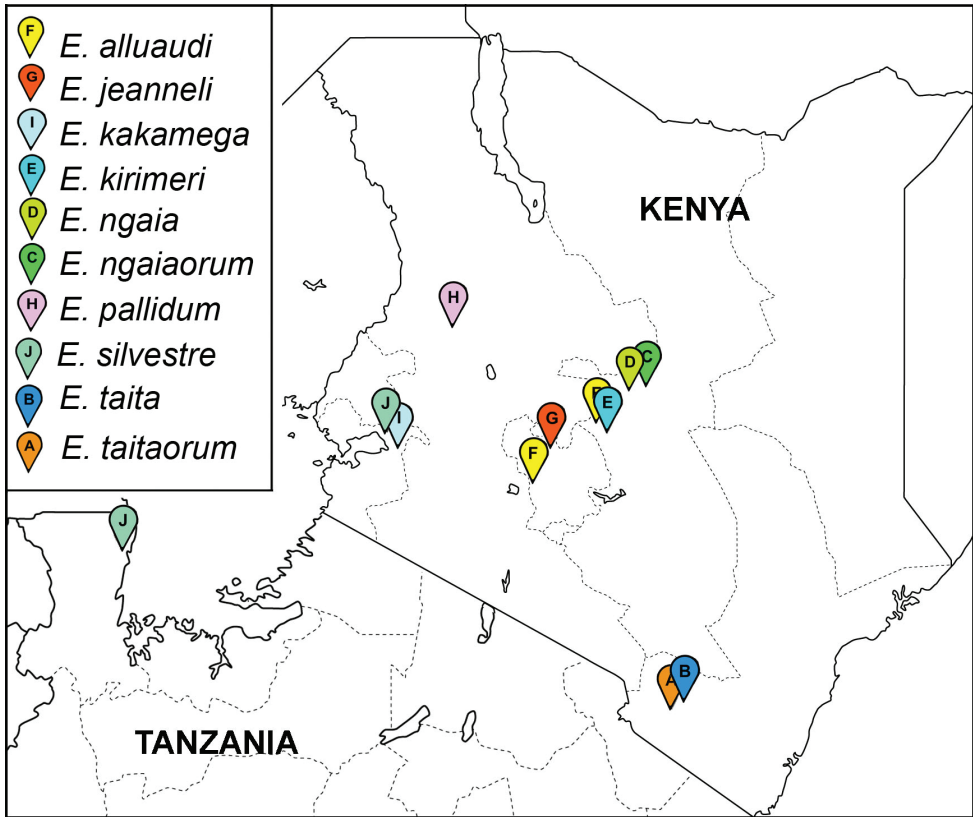 F E. alluaudi
G E. jeanneli
I E. kakamega
E E. kirimeri
D E. ngaia
C E. ngaiaorum
H E. pallidum
J E. silvestre
B E. taita
A E. taitaorum
KENYA
H
D C
J I
F E
G
F
J
A B
TANZANIA